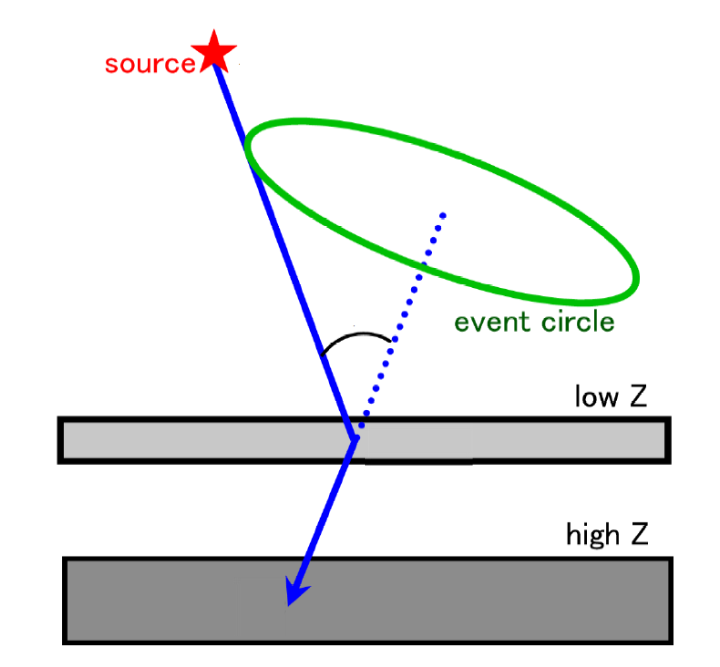 source
event circle
low Z
high Z